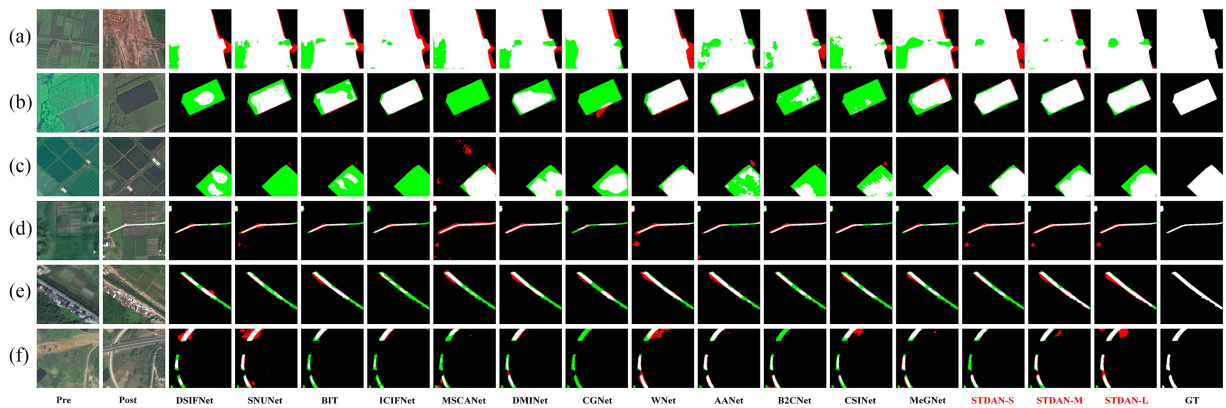 (a)
(b)
(c)
(d)
(e)
(f)
Pre Post DSIFNet SNUNet BIT ICIFNet MSCANet DMINet CGNet WNet AANet B2CNet CSINet MeGNet STDAN-S STDAN-M STDAN-L GT